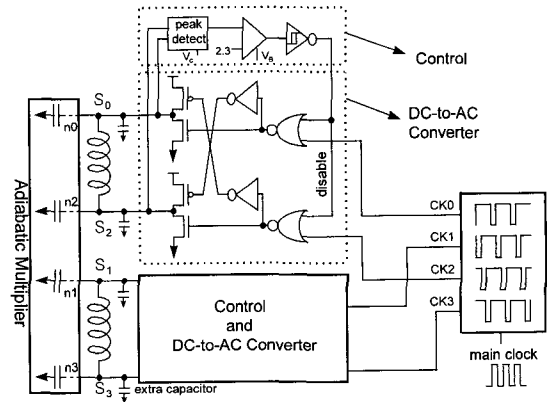 peak
detect
Vc
2.3
VB
Control
DC-to-AC
Converter
disable
S0
n0
n2
S2
S1
n1
n3
S3
extra capacitor
Adiabatic Multiplier
Control
and
DC-to-AC Converter
CK0
CK1
CK2
CK3
main clock